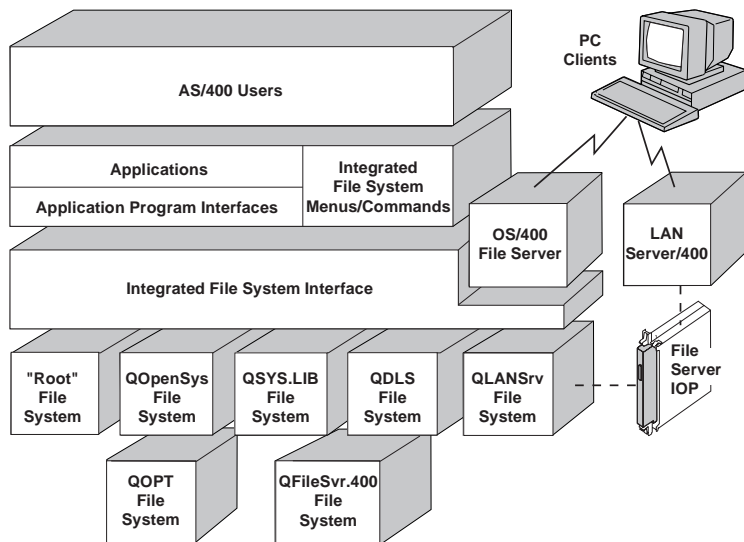 PC
Clients
AS/400 Users
Applications
Application Program Interfaces
Integrated
File System
Menus/Commands
OS/400
File Server
LAN
Server/400
Integrated File System Interface
"Root"
File
System
QOpenSys
File
System
QSYS.LIB
File
System
QDLS
File
System
QLANSrv
File
System
File
Server
IOP
QOPT
File
System
QFileSvr.400
File
System